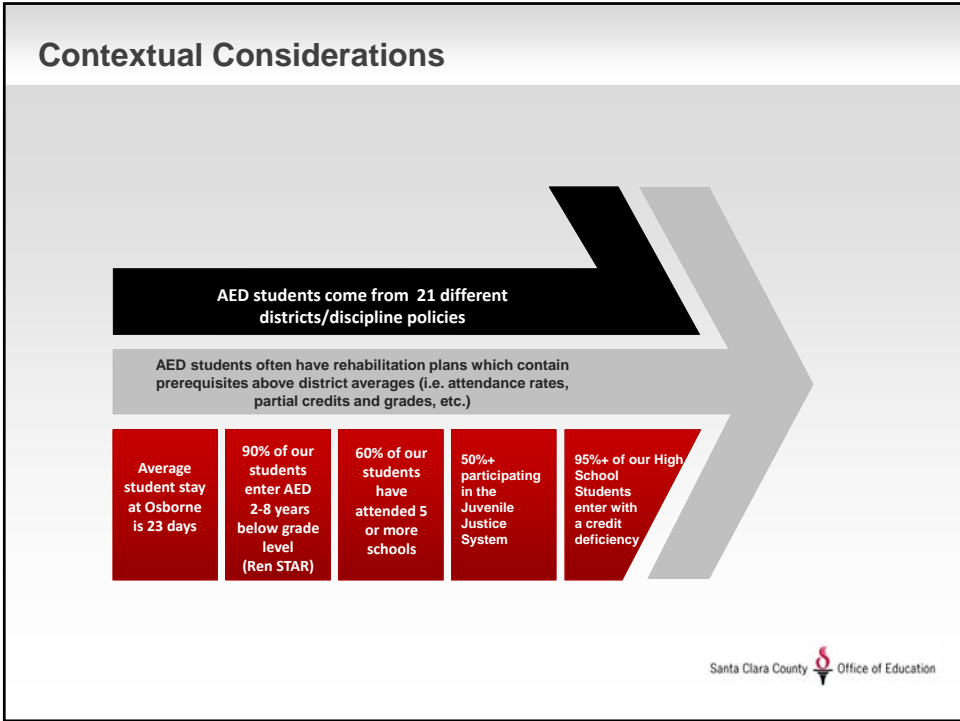 Contextual Considerations
AED students come from 21 different
districts/discipline policies
AED students often have rehabilitation plans which contain
prerequisites above district averages (i.e. attendance rates,
partial credits and grades, etc.)
Average
student stay
at Osborne
is 23 days
90% of our
students
enter AED
2-8 years
below grade
level
(Ren STAR)
60% of our
students
have
attended 5
or more
schools
50%+
participating
in the
Juvenile
Justice
System
95%+ of our High
School
Students
enter with
a credit
deficiency
Santa Clara County Office of Education